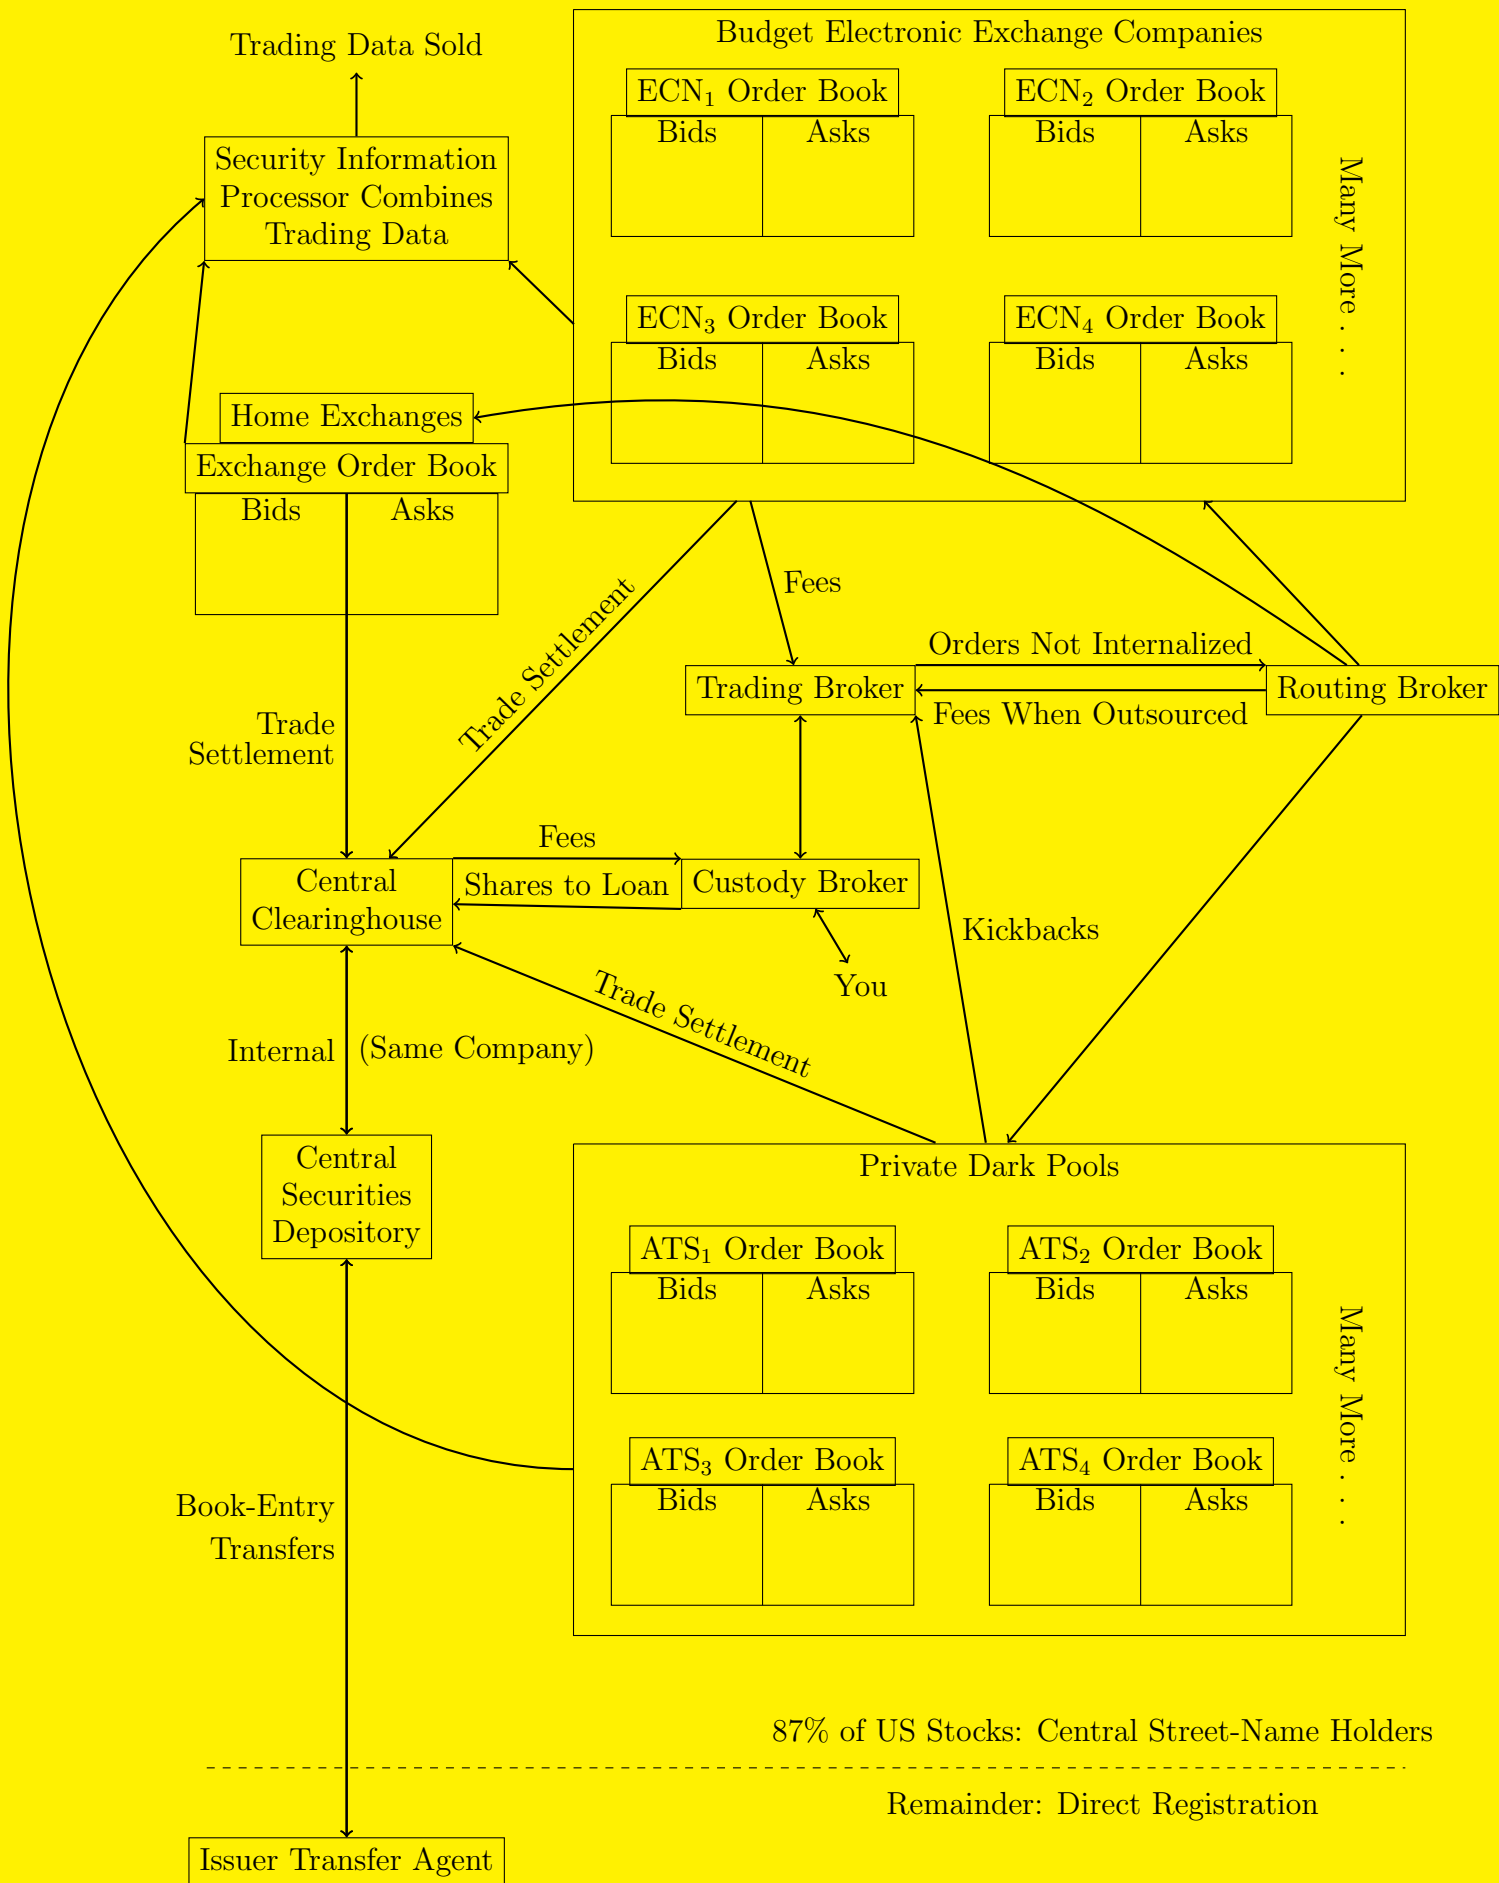 Trading Data Sold
Security Information
Processor Combines
Trading Data
Budget Electronic Exchange Companies
ECN₁ Order Book
Bids Asks
ECN₂ Order Book
Bids Asks
ECN₃ Order Book
Bids Asks
ECN₄ Order Book
Bids Asks
Many More . . .
Home Exchanges
Exchange Order Book
Bids Asks
Trade
Settlement
Trade Settlement
Fees
Trading Broker
Orders Not Internalized
Fees When Outsourced
Routing Broker
Central
Clearinghouse
Fees
Shares to Loan
Custody Broker
You
Kickbacks
Trade Settlement
Internal
(Same Company)
Central
Securities
Depository
Private Dark Pools
ATS₁ Order Book
Bids Asks
ATS₂ Order Book
Bids Asks
ATS₃ Order Book
Bids Asks
ATS₄ Order Book
Bids Asks
Many More . . .
Book-Entry
Transfers
87% of US Stocks: Central Street-Name Holders
Remainder: Direct Registration
Issuer Transfer Agent